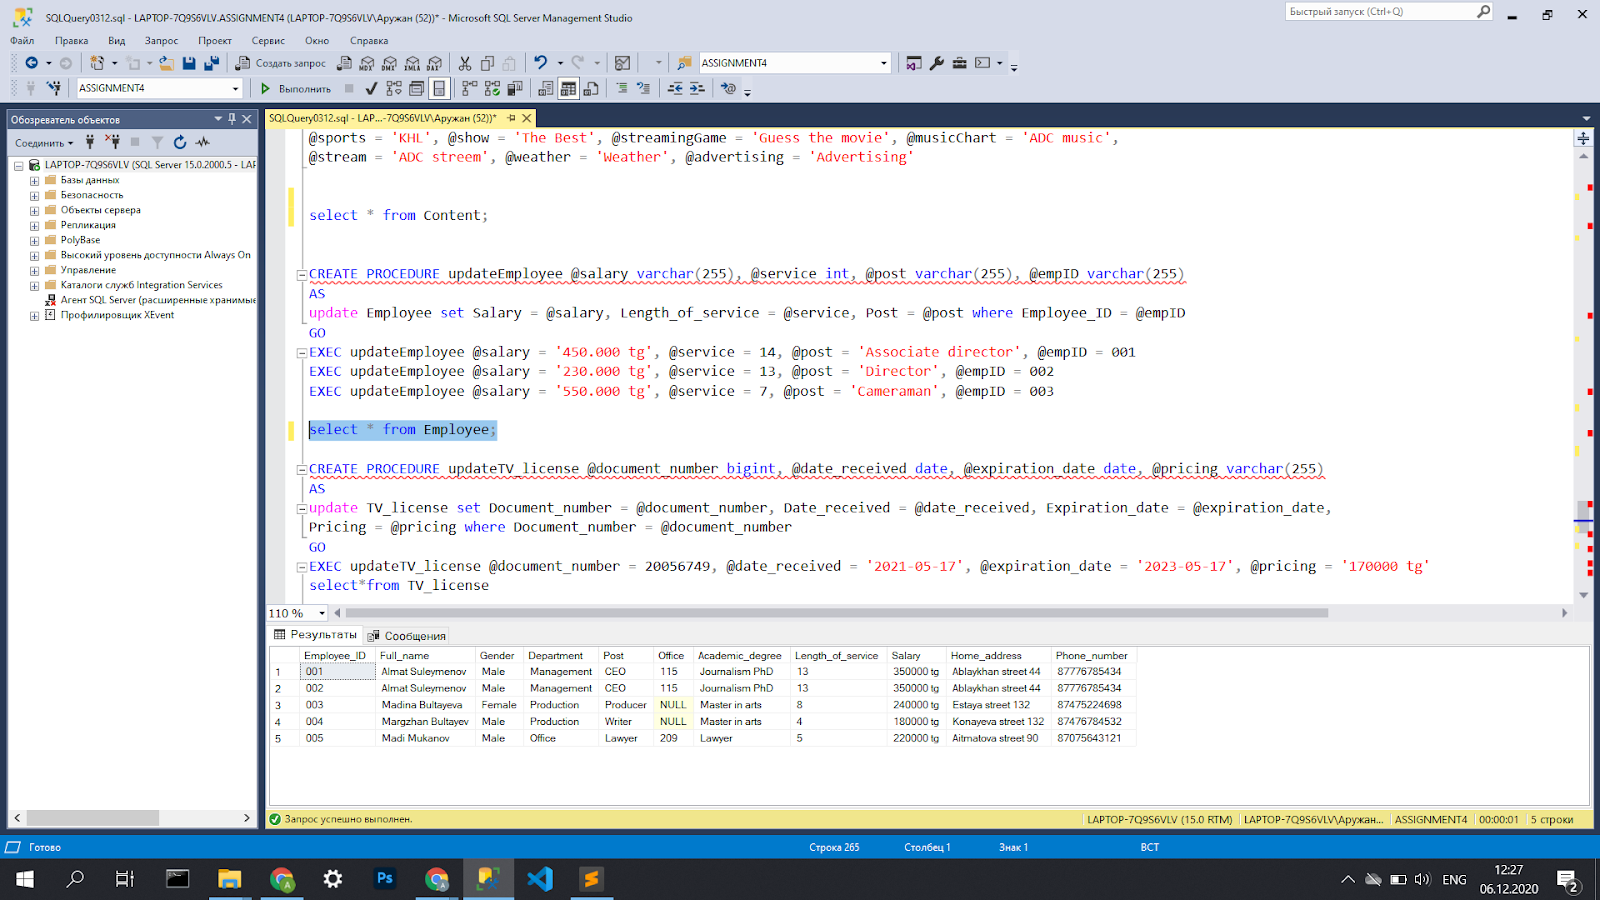 SQLQuery0312.sql - LAPTOP-7Q9S6VLV.ASSIGNMENT4 (LAPTOP-7Q9S6VLV\Аружан (52))* - Microsoft SQL Server Management Studio
Быстрый запуск (Ctrl+Q)
Файл Правка Вид Запрос Проект Сервис Окно Справка
Создать запрос MDX DMX XMLA DAX ASSIGNMENT4
ASSIGNMENT4 Выполнить
Обозреватель объектов
Соединить
LAPTOP-7Q9S6VLV (SQL Server 15.0.2000.5 - LAP
Базы данных
Безопасность
Объекты сервера
Репликация
PolyBase
Высокий уровень доступности Always On
Управление
Каталоги служб Integration Services
Агент SQL Server (расширенные хранимые
Профилировщик XEvent
SQLQuery0312.sql - LAP...-7Q9S6VLV\Аружан (52))*
@sports = 'KHL', @show = 'The Best', @streamingGame = 'Guess the movie', @musicChart = 'ADC music',
@stream = 'ADC streem', @weather = 'Weather', @advertising = 'Advertising'
select * from Content;
CREATE PROCEDURE updateEmployee @salary varchar(255), @service int, @post varchar(255), @empID varchar(255)
AS
update Employee set Salary = @salary, Length_of_service = @service, Post = @post where Employee_ID = @empID
GO
EXEC updateEmployee @salary = '450.000 tg', @service = 14, @post = 'Associate director', @empID = 001
EXEC updateEmployee @salary = '230.000 tg', @service = 13, @post = 'Director', @empID = 002
EXEC updateEmployee @salary = '550.000 tg', @service = 7, @post = 'Cameraman', @empID = 003
select * from Employee;
CREATE PROCEDURE updateTV_license @document_number bigint, @date_received date, @expiration_date date, @pricing varchar(255)
AS
update TV_license set Document_number = @document_number, Date_received = @date_received, Expiration_date = @expiration_date,
Pricing = @pricing where Document_number = @document_number
GO
EXEC updateTV_license @document_number = 20056749, @date_received = '2021-05-17', @expiration_date = '2023-05-17', @pricing = '170000 tg'
select*from TV_license
110 %
Результаты Сообщения
Employee_ID Full_name Gender Department Post Office Academic_degree Length_of_service Salary Home_address Phone_number
1 001 Almat Suleymenov Male Management CEO 115 Journalism PhD 13 350000 tg Ablaykhan street 44 87776785434
2 002 Almat Suleymenov Male Management CEO 115 Journalism PhD 13 350000 tg Ablaykhan street 44 87776785434
3 003 Madina Bultayeva Female Production Producer NULL Master in arts 8 240000 tg Estaya street 132 87475224698
4 004 Margzhan Bultayev Male Production Writer NULL Master in arts 4 180000 tg Konayeva street 132 87476784532
5 005 Madi Mukanov Male Office Lawyer 209 Lawyer 5 220000 tg Aitmatova street 90 87075643121
Запрос успешно выполнен. LAPTOP-7Q9S6VLV (15.0 RTM) LAPTOP-7Q9S6VLV\Аружан... ASSIGNMENT4 00:00:01 5 строки
Готово Строка 265 Столбец 1 Знак 1 ВСТ
Ps ENG 12:27
06.12.2020 2